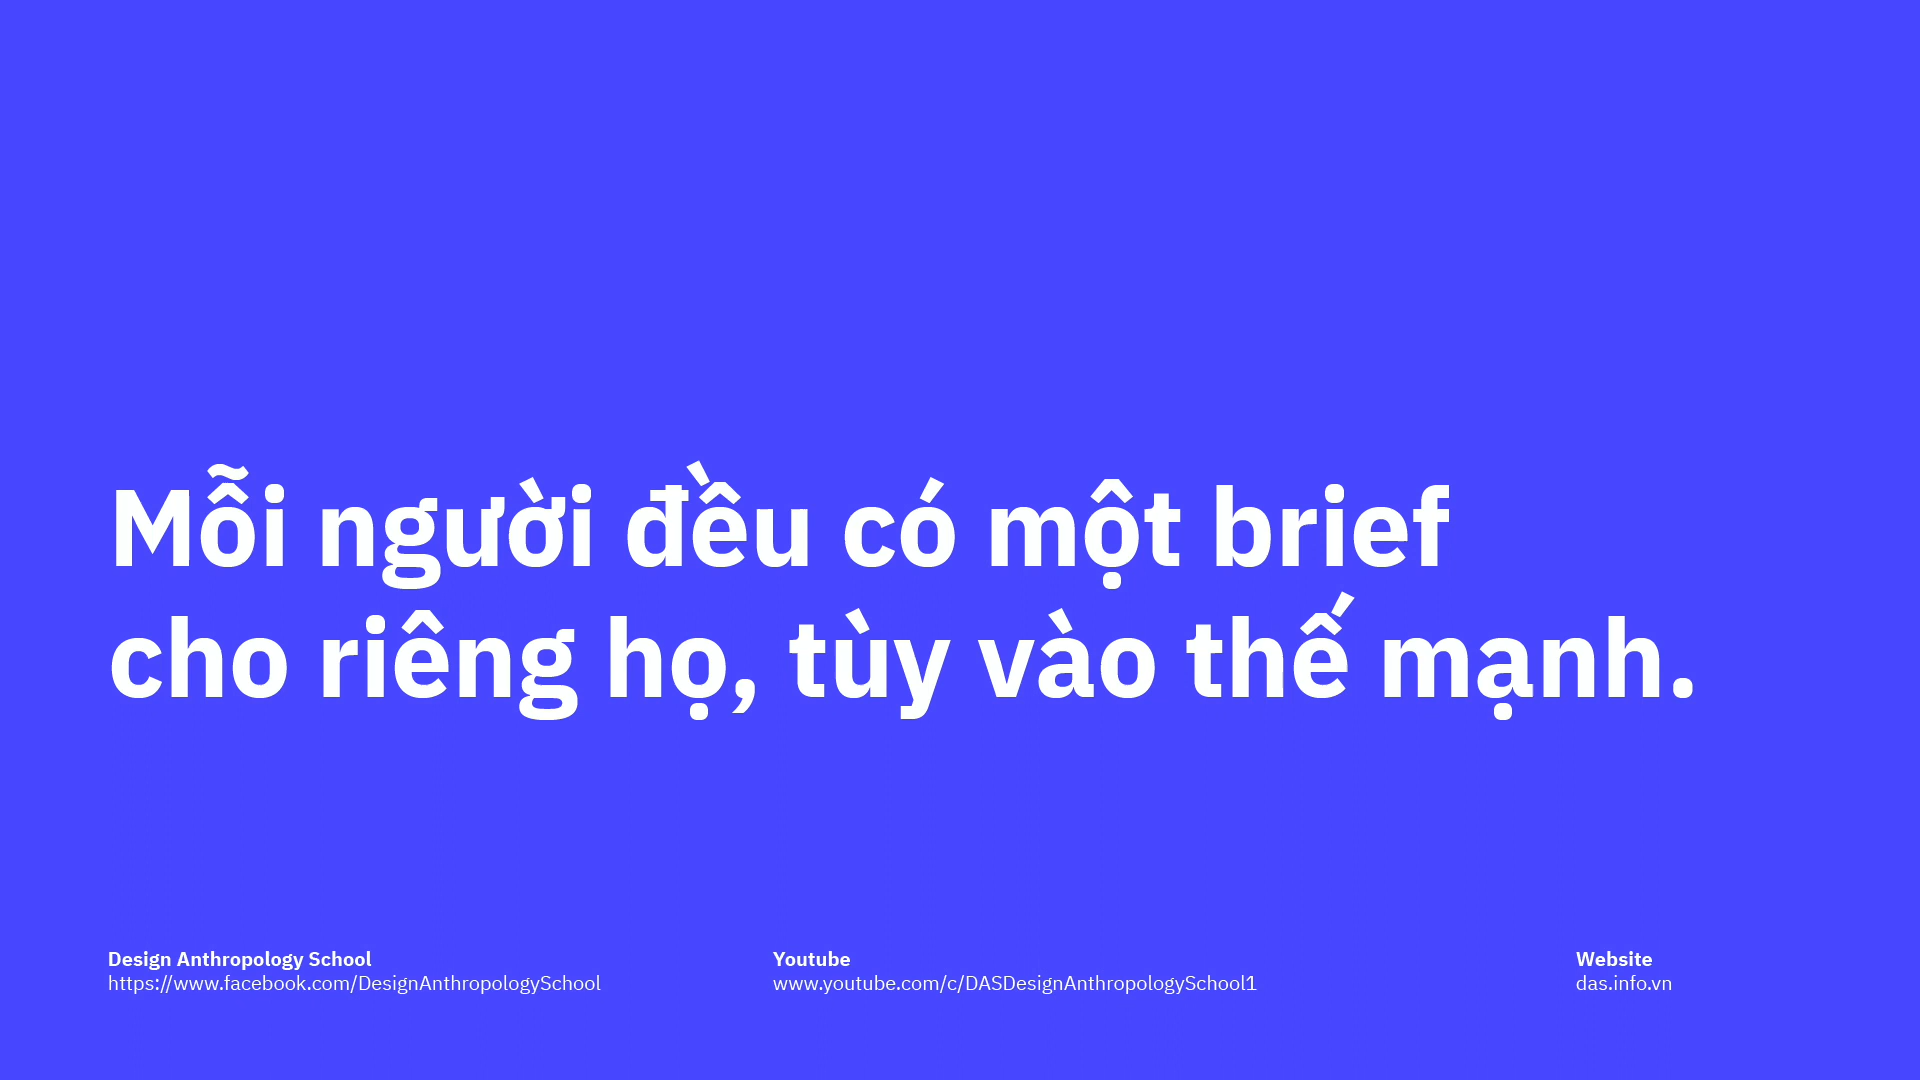 Mỗi người đều có một brief
cho riêng họ, tùy vào thế mạnh.
Design Anthropology School
https://www.facebook.com/DesignAnthropologySchool
Youtube
www.youtube.com/c/DASDesignAnthropologySchool1
Website
das.info.vn